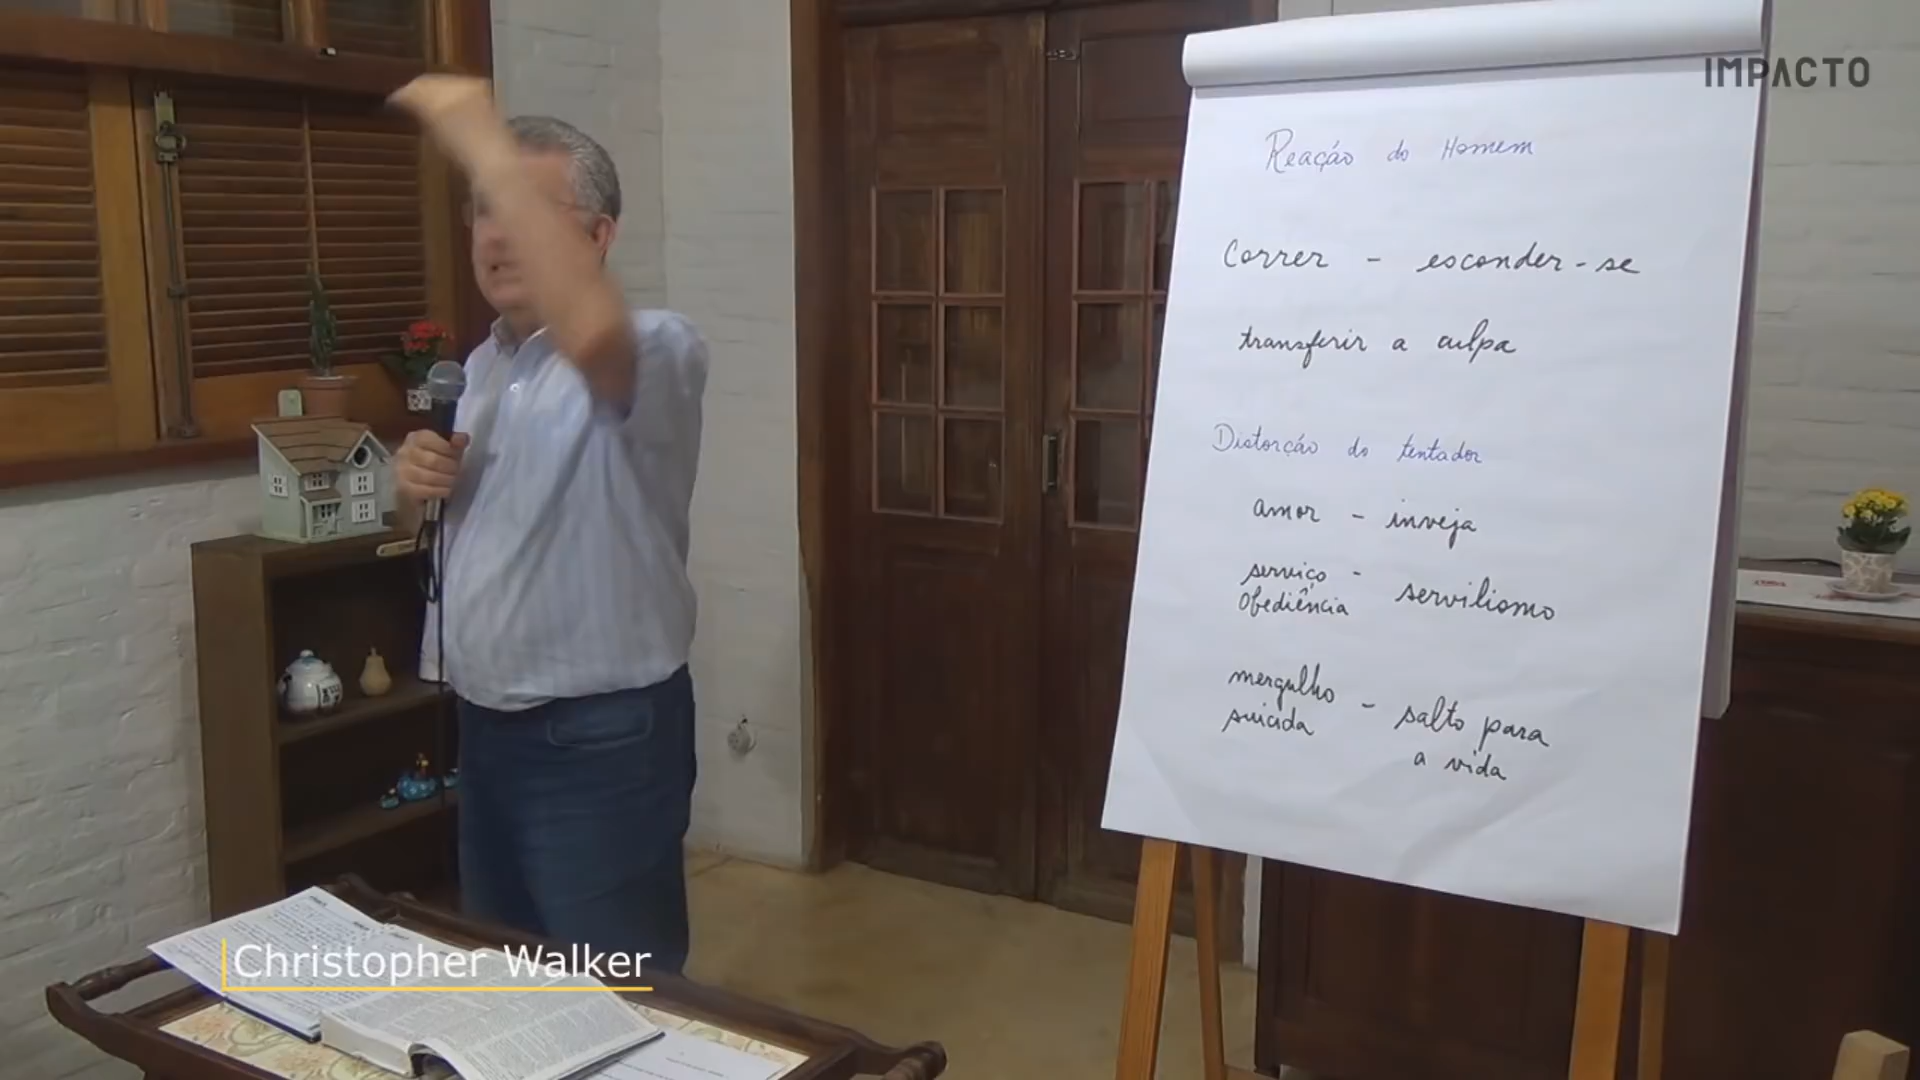 IMPACTO
Reação do Homem
Correr - esconder-se
transferir a culpa
Distorção do tentador
amor - inveja
serviço - servilismo
obediência
mergulho - salto para
suicida a vida
Christopher Walker